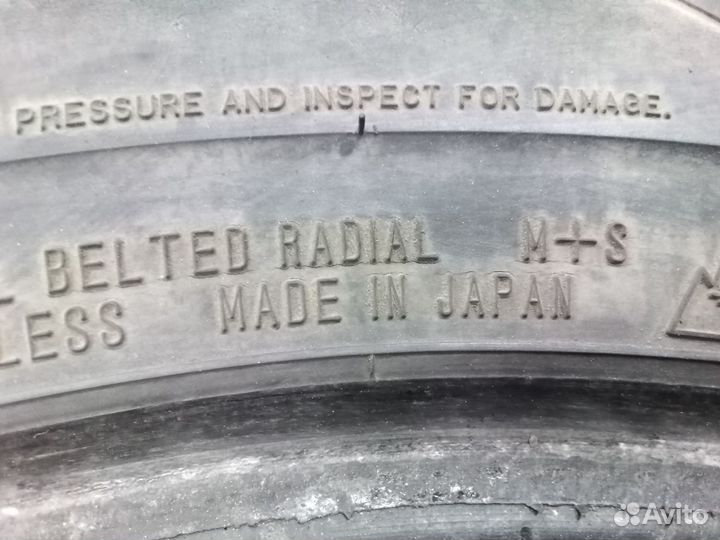 PRESSURE AND INSPECT FOR DAMAGE.
BELTED RADIAL M+S
LESS MADE IN JAPAN
Avito